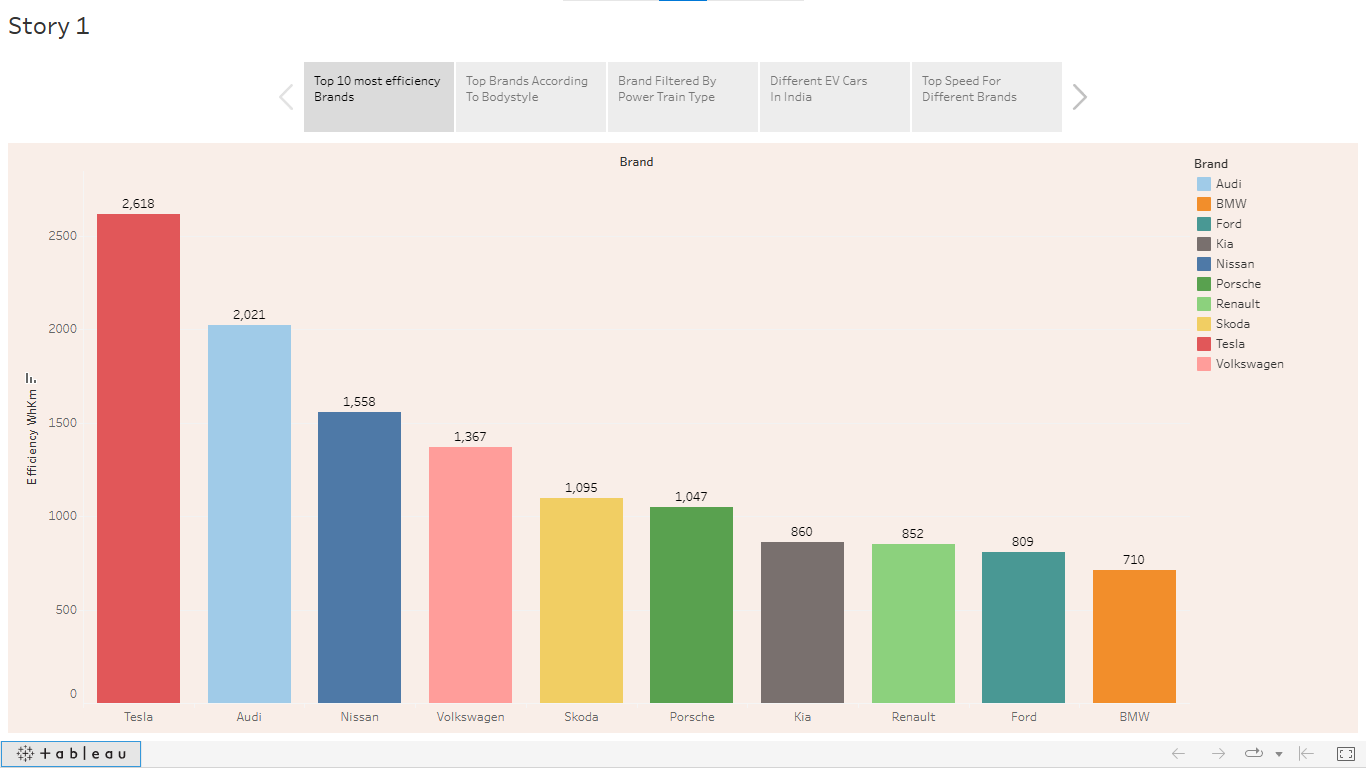 Story 1
Top 10 most efficiency
Brands
Top Brands According
To Bodystyle
Brand Filtered By
Power Train Type
Different EV Cars
In India
Top Speed For
Different Brands
Brand
2,618
2,021
1,558
1,367
1,095
1,047
860
852
809
710
2500
2000
1500
1000
500
0
Efficiency WhKm
Tesla
Audi
Nissan
Volkswagen
Skoda
Porsche
Kia
Renault
Ford
BMW
Brand
Audi
BMW
Ford
Kia
Nissan
Porsche
Renault
Skoda
Tesla
Volkswagen
+ableau